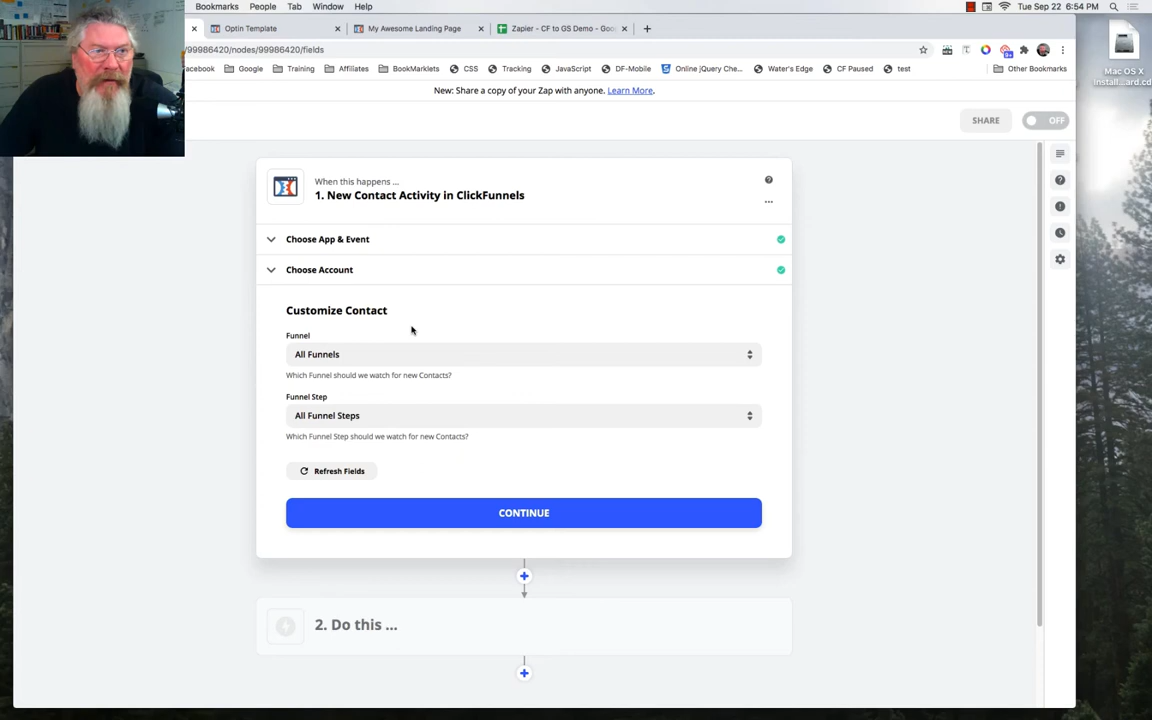 Bookmarks People Tab Window Help
Tue Sep 22 6:54 PM
Optin Template
My Awesome Landing Page
Zapier - CF to GS Demo - Goo
99986420/nodes/99986420/fields
acebook Google Training Affiliates BookMarklets CSS Tracking JavaScript DF-Mobile Online jQuery Che... Water's Edge CF Paused test Other Bookmarks
Mac OS X
Install...ard.cd
New: Share a copy of your Zap with anyone. Learn More.
SHARE
OFF
When this happens ...
1. New Contact Activity in ClickFunnels
Choose App & Event
Choose Account
Customize Contact
Funnel
All Funnels
Which Funnel should we watch for new Contacts?
Funnel Step
All Funnel Steps
Which Funnel Step should we watch for new Contacts?
Refresh Fields
CONTINUE
2. Do this ...